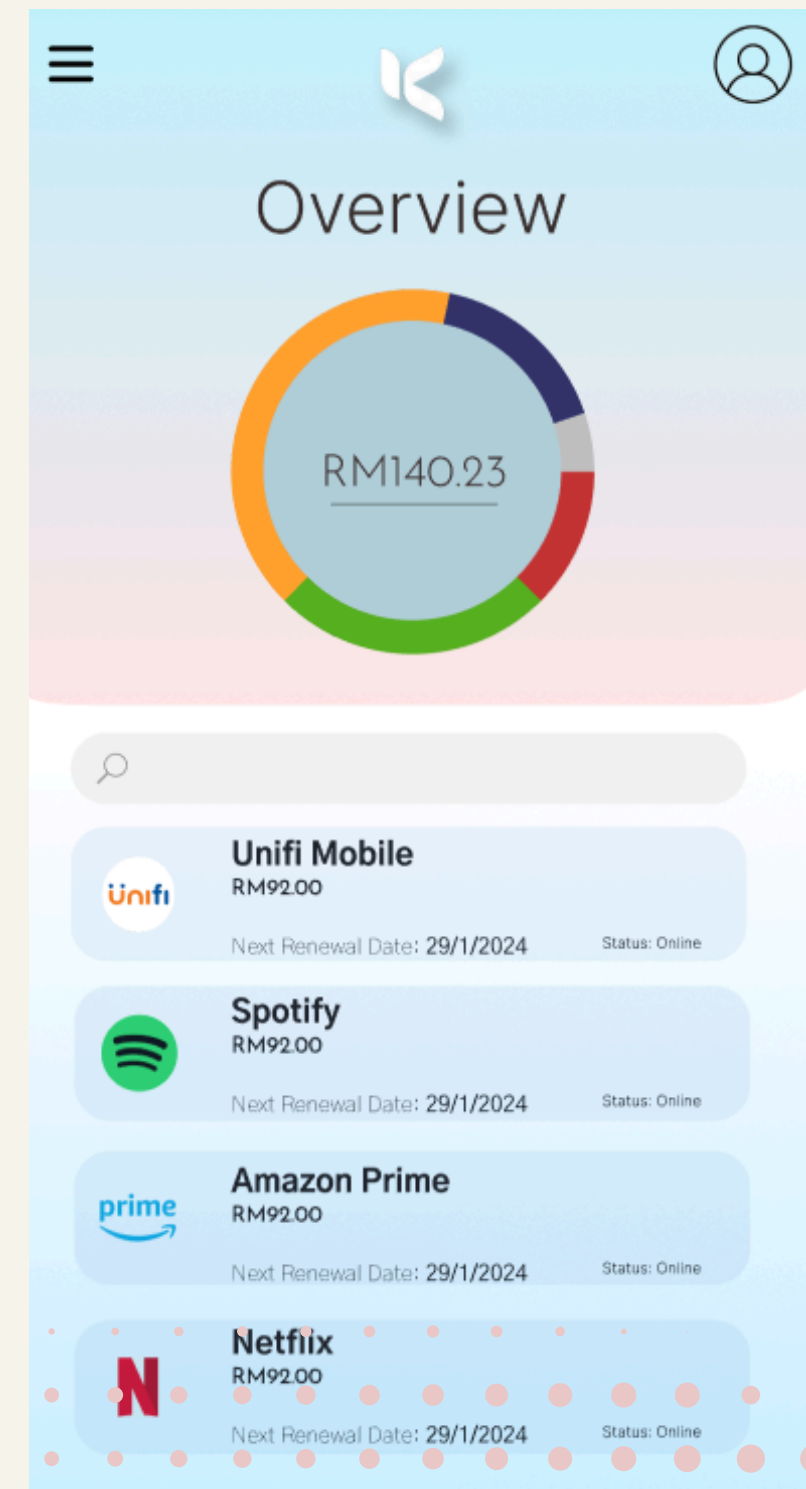 Overview
RM140.23
unifi
Unifi Mobile
RM92.00
Next Renewal Date: 29/1/2024
Status: Online
Spotify
RM92.00
Next Renewal Date: 29/1/2024
Status: Online
prime
Amazon Prime
RM92.00
Next Renewal Date: 29/1/2024
Status: Online
N
Netflix
RM92.00
Next Renewal Date: 29/1/2024
Status: Online